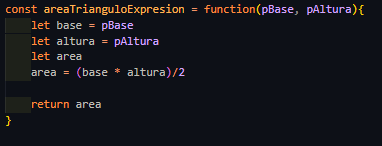 const areaTrianguloExpresion = function(pBase, pAltura){
    let base = pBase
    let altura = pAltura
    let area
    area = (base * altura)/2

    return area
}